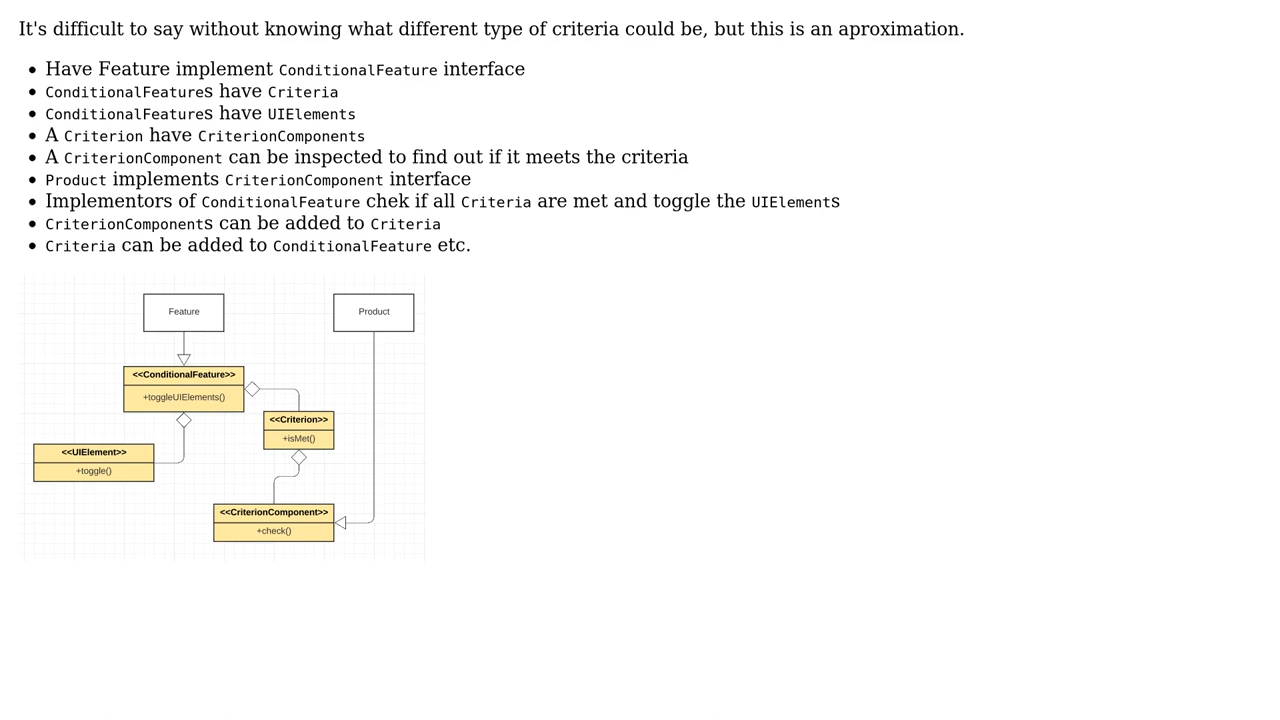 It's difficult to say without knowing what different type of criteria could be, but this is an aproximation.
Have Feature implement ConditionalFeature interface
ConditionalFeatures have Criteria
ConditionalFeatures have UIElements
A Criterion have CriterionComponents
A CriterionComponent can be inspected to find out if it meets the criteria
Product implements CriterionComponent interface
Implementors of ConditionalFeature chek if all Criteria are met and toggle the UIElements
CriterionComponents can be added to Criteria
Criteria can be added to ConditionalFeature etc.
Feature
Product
<<ConditionalFeature>>
+toggleUIElements()
<<Criterion>>
+isMet()
<<UIElement>>
+toggle()
<<CriterionComponent>>
+check()